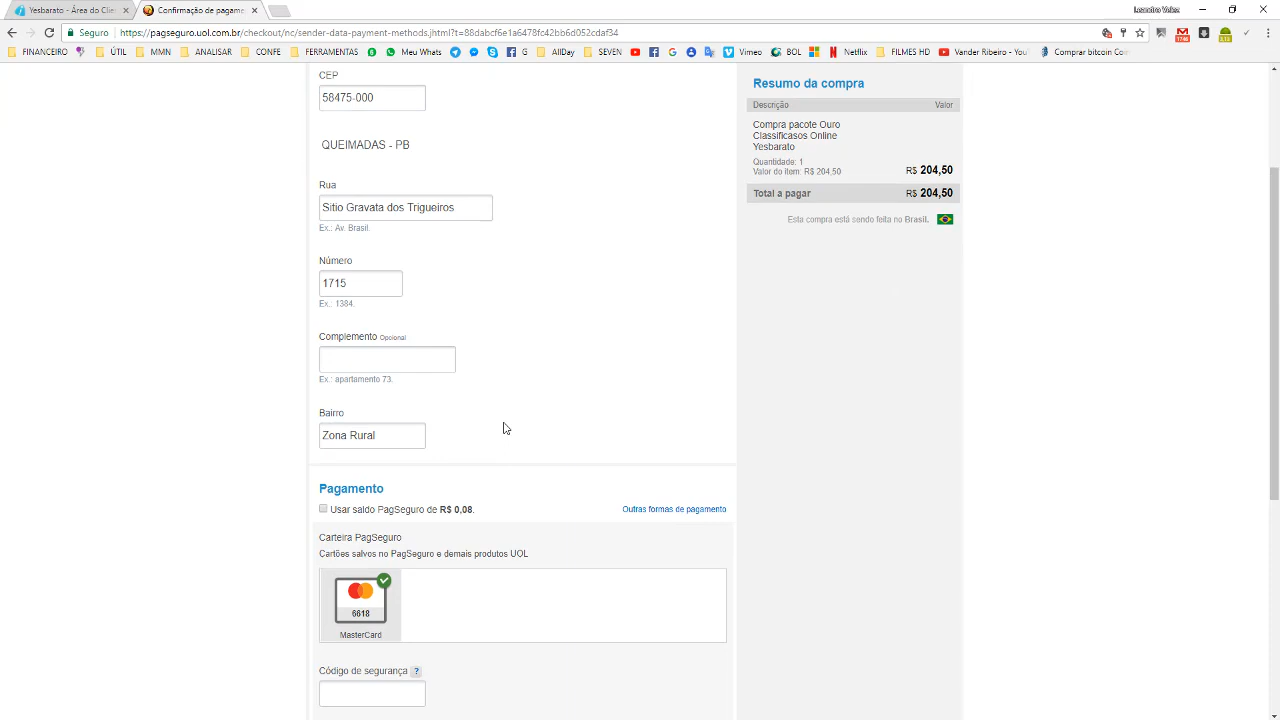 Yesbarato - Área do Clie
Confirmação de pagame
Leandro Velez
Seguro
https://pagseguro.uol.com.br/checkout/nc/sender-data-payment-methods.jhtml?t=88dabcf6e1a6478fc42bb6d052cdaf34
FINANCEIRO ÚTIL MMN ANALISAR CONFE FERRAMENTAS Meu Whats AllDay SEVEN Vimeo EOL Netflix FILMES HD Vander Ribeiro - You Comprar bitcoin Com
CEP
58475-000
QUEIMADAS - PB
Rua
Sitio Gravata dos Trigueiros
Ex.: Av. Brasil.
Número
1715
Ex.: 1384.
Complemento Opcional
Ex.: apartamento 73.
Bairro
Zona Rural
Pagamento
Usar saldo PagSeguro de R$ 0,08.
Outras formas de pagamento
Carteira PagSeguro
Cartões salvos no PagSeguro e demais produtos UOL
6618
MasterCard
Código de segurança ?
Resumo da compra
Descrição Valor
Compra pacote Ouro
Classificasos Online
Yesbarato
Quantidade: 1
Valor do item: R$ 204,50 R$ 204,50
Total a pagar R$ 204,50
Esta compra está sendo feita no Brasil.